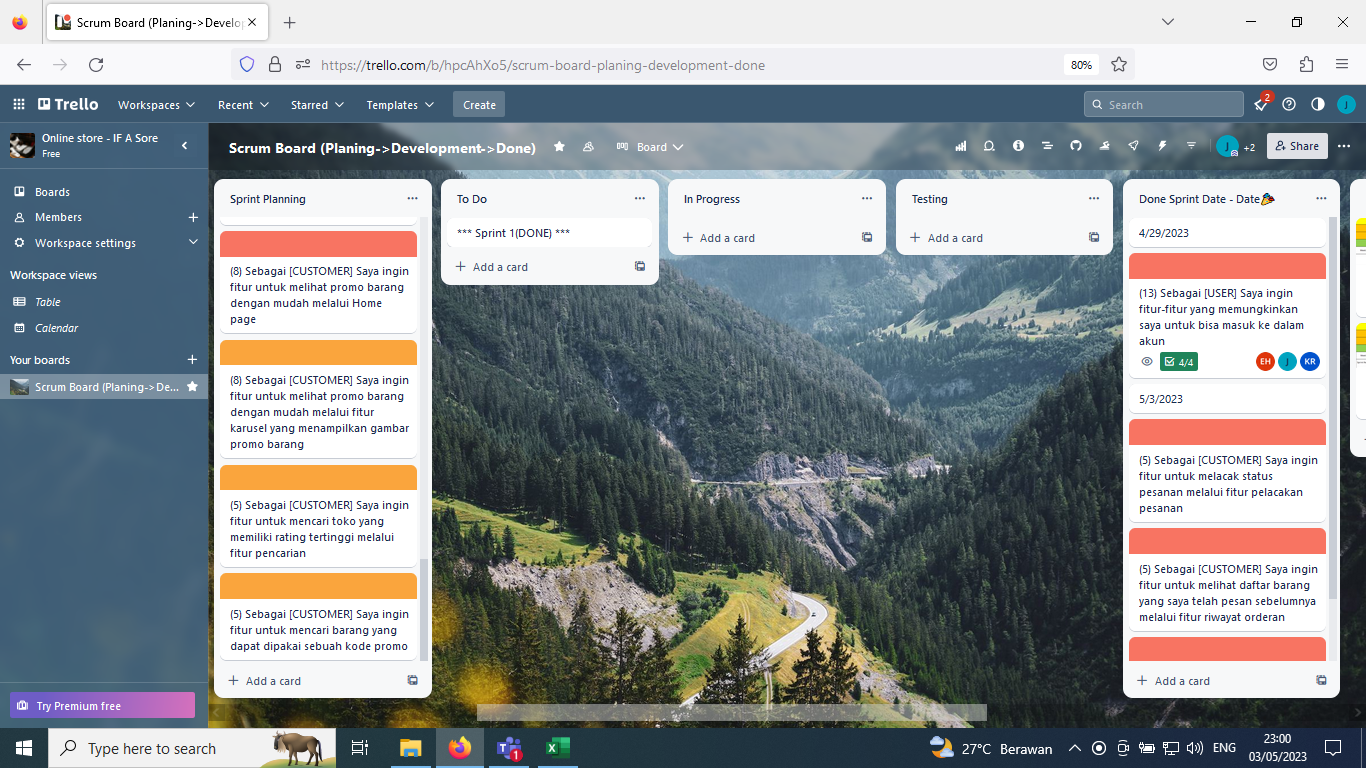 Scrum Board (Planing->Develop
https://trello.com/b/hpcAhXo5/scrum-board-planing-development-done
80%
Trello
Workspaces
Recent
Starred
Templates
Create
Search
2
J
Online store - IF A Sore
Free
Boards
Members
Workspace settings
Workspace views
Table
Calendar
Your boards
Scrum Board (Planing->De...
Try Premium free
Scrum Board (Planing->Development->Done)
Board
J
+2
Share
Sprint Planning
(8) Sebagai [CUSTOMER] Saya ingin
fitur untuk melihat promo barang
dengan mudah melalui Home
page
(8) Sebagai [CUSTOMER] Saya ingin
fitur untuk melihat promo barang
dengan mudah melalui fitur
karusel yang menampilkan gambar
promo barang
(5) Sebagai [CUSTOMER] Saya ingin
fitur untuk mencari toko yang
memiliki rating tertinggi melalui
fitur pencarian
(5) Sebagai [CUSTOMER] Saya ingin
fitur untuk mencari barang yang
dapat dipakai sebuah kode promo
Add a card
To Do
*** Sprint 1(DONE) ***
Add a card
In Progress
Add a card
Testing
Add a card
Done Sprint Date - Date🎉
4/29/2023
(13) Sebagai [USER] Saya ingin
fitur-fitur yang memungkinkan
saya untuk bisa masuk ke dalam
akun
4/4
EH
J
KR
5/3/2023
(5) Sebagai [CUSTOMER] Saya ingin
fitur untuk melacak status
pesanan melalui fitur pelacakan
pesanan
(5) Sebagai [CUSTOMER] Saya ingin
fitur untuk melihat daftar barang
yang saya telah pesan sebelumnya
melalui fitur riwayat orderan
Add a card
Type here to search
1
27°C Berawan
ENG
23:00
03/05/2023